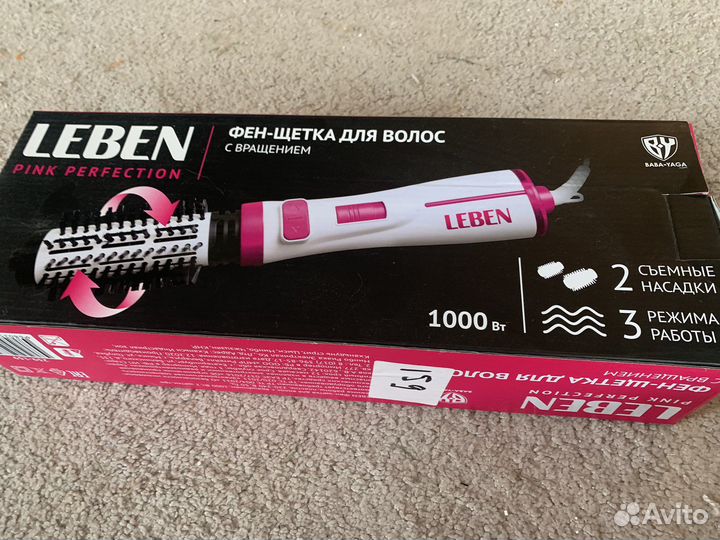 LEBEN
PINK PERFECTION
ФЕН-ЩЕТКА ДЛЯ ВОЛОС
С ВРАЩЕНИЕМ
B·Y
BABA-YAGA
LEBEN
2 СЪЕМНЫЕ
НАСАДКИ
1000 Вт
3 РЕЖИМА
РАБОТЫ
LEBEN
PINK PERFECTION
ФЕН-ЩЕТКА ДЛЯ ВОЛОС
С ВРАЩЕНИЕМ
159
Avito